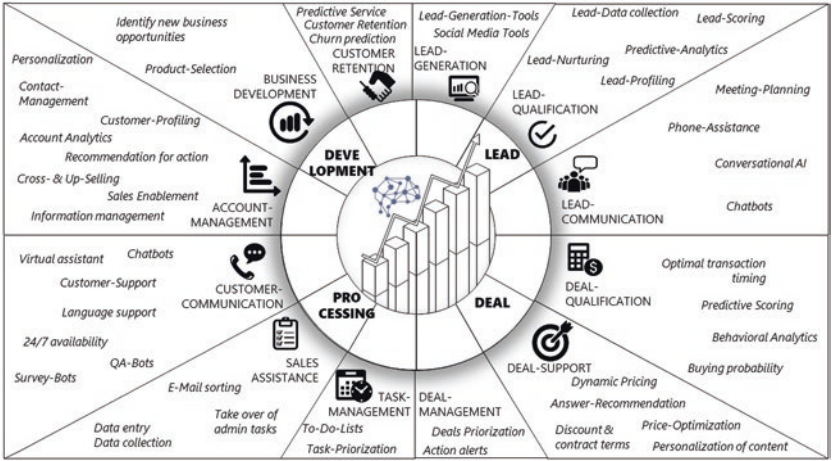 Identify new business
opportunities
Product-Selection
BUSINESS
DEVELOPMENT
Predictive Service
Customer Retention
Churn prediction
CUSTOMER
RETENTION
Lead-Generation-Tools
Social Media Tools
LEAD-
GENERATION
Lead-Data collection
Lead-Scoring
Predictive-Analytics
Lead-Nurturing
Lead-Profiling
LEAD-
QUALIFICATION
Meeting-Planning
Phone-Assistance
Conversational AI
Chatbots
LEAD-
COMMUNICATION
Personalization
Contact-
Management
Customer-Profiling
Account Analytics
Recommendation for action
Cross- & Up-Selling
Sales Enablement
Information management
ACCOUNT-
MANAGEMENT
DEVE
LOPMENT
LEAD
PRO
CESSING
DEAL
Virtual assistant
Chatbots
Customer-Support
Language support
24/7 availability
QA-Bots
Survey-Bots
CUSTOMER-
COMMUNICATION
E-Mail sorting
Take over of
admin tasks
Data entry
Data collection
SALES
ASSISTANCE
TASK-
MANAGEMENT
To-Do-Lists
Task-Priorization
DEAL-
MANAGEMENT
Deals Priorization
Action alerts
DEAL-SUPPORT
Dynamic Pricing
Answer-Recommendation
Discount &
contract terms
Price-Optimization
Personalization of content
DEAL-
QUALIFICATION
Optimal transaction
timing
Predictive Scoring
Behavioral Analytics
Buying probability